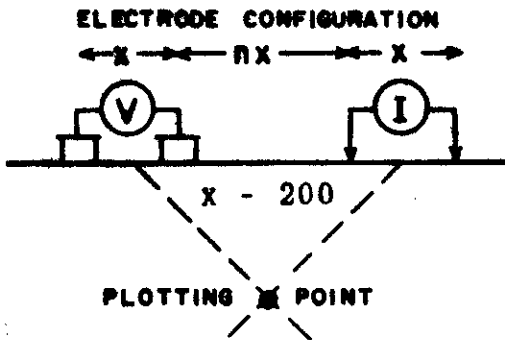 ELECTRODE CONFIGURATION
x nx x
V I
x - 200
PLOTTING POINT